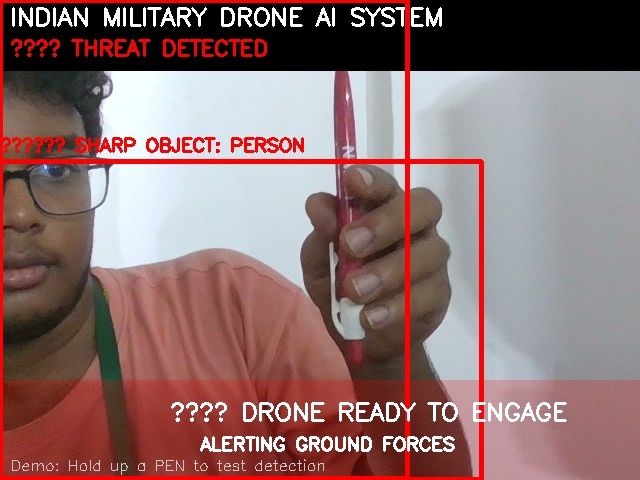 INDIAN MILITARY DRONE AI SYSTEM
???? THREAT DETECTED
?????? SHARP OBJECT: PERSON
???? DRONE READY TO ENGAGE
ALERTING GROUND FORCES
Demo: Hold up a PEN to test detection